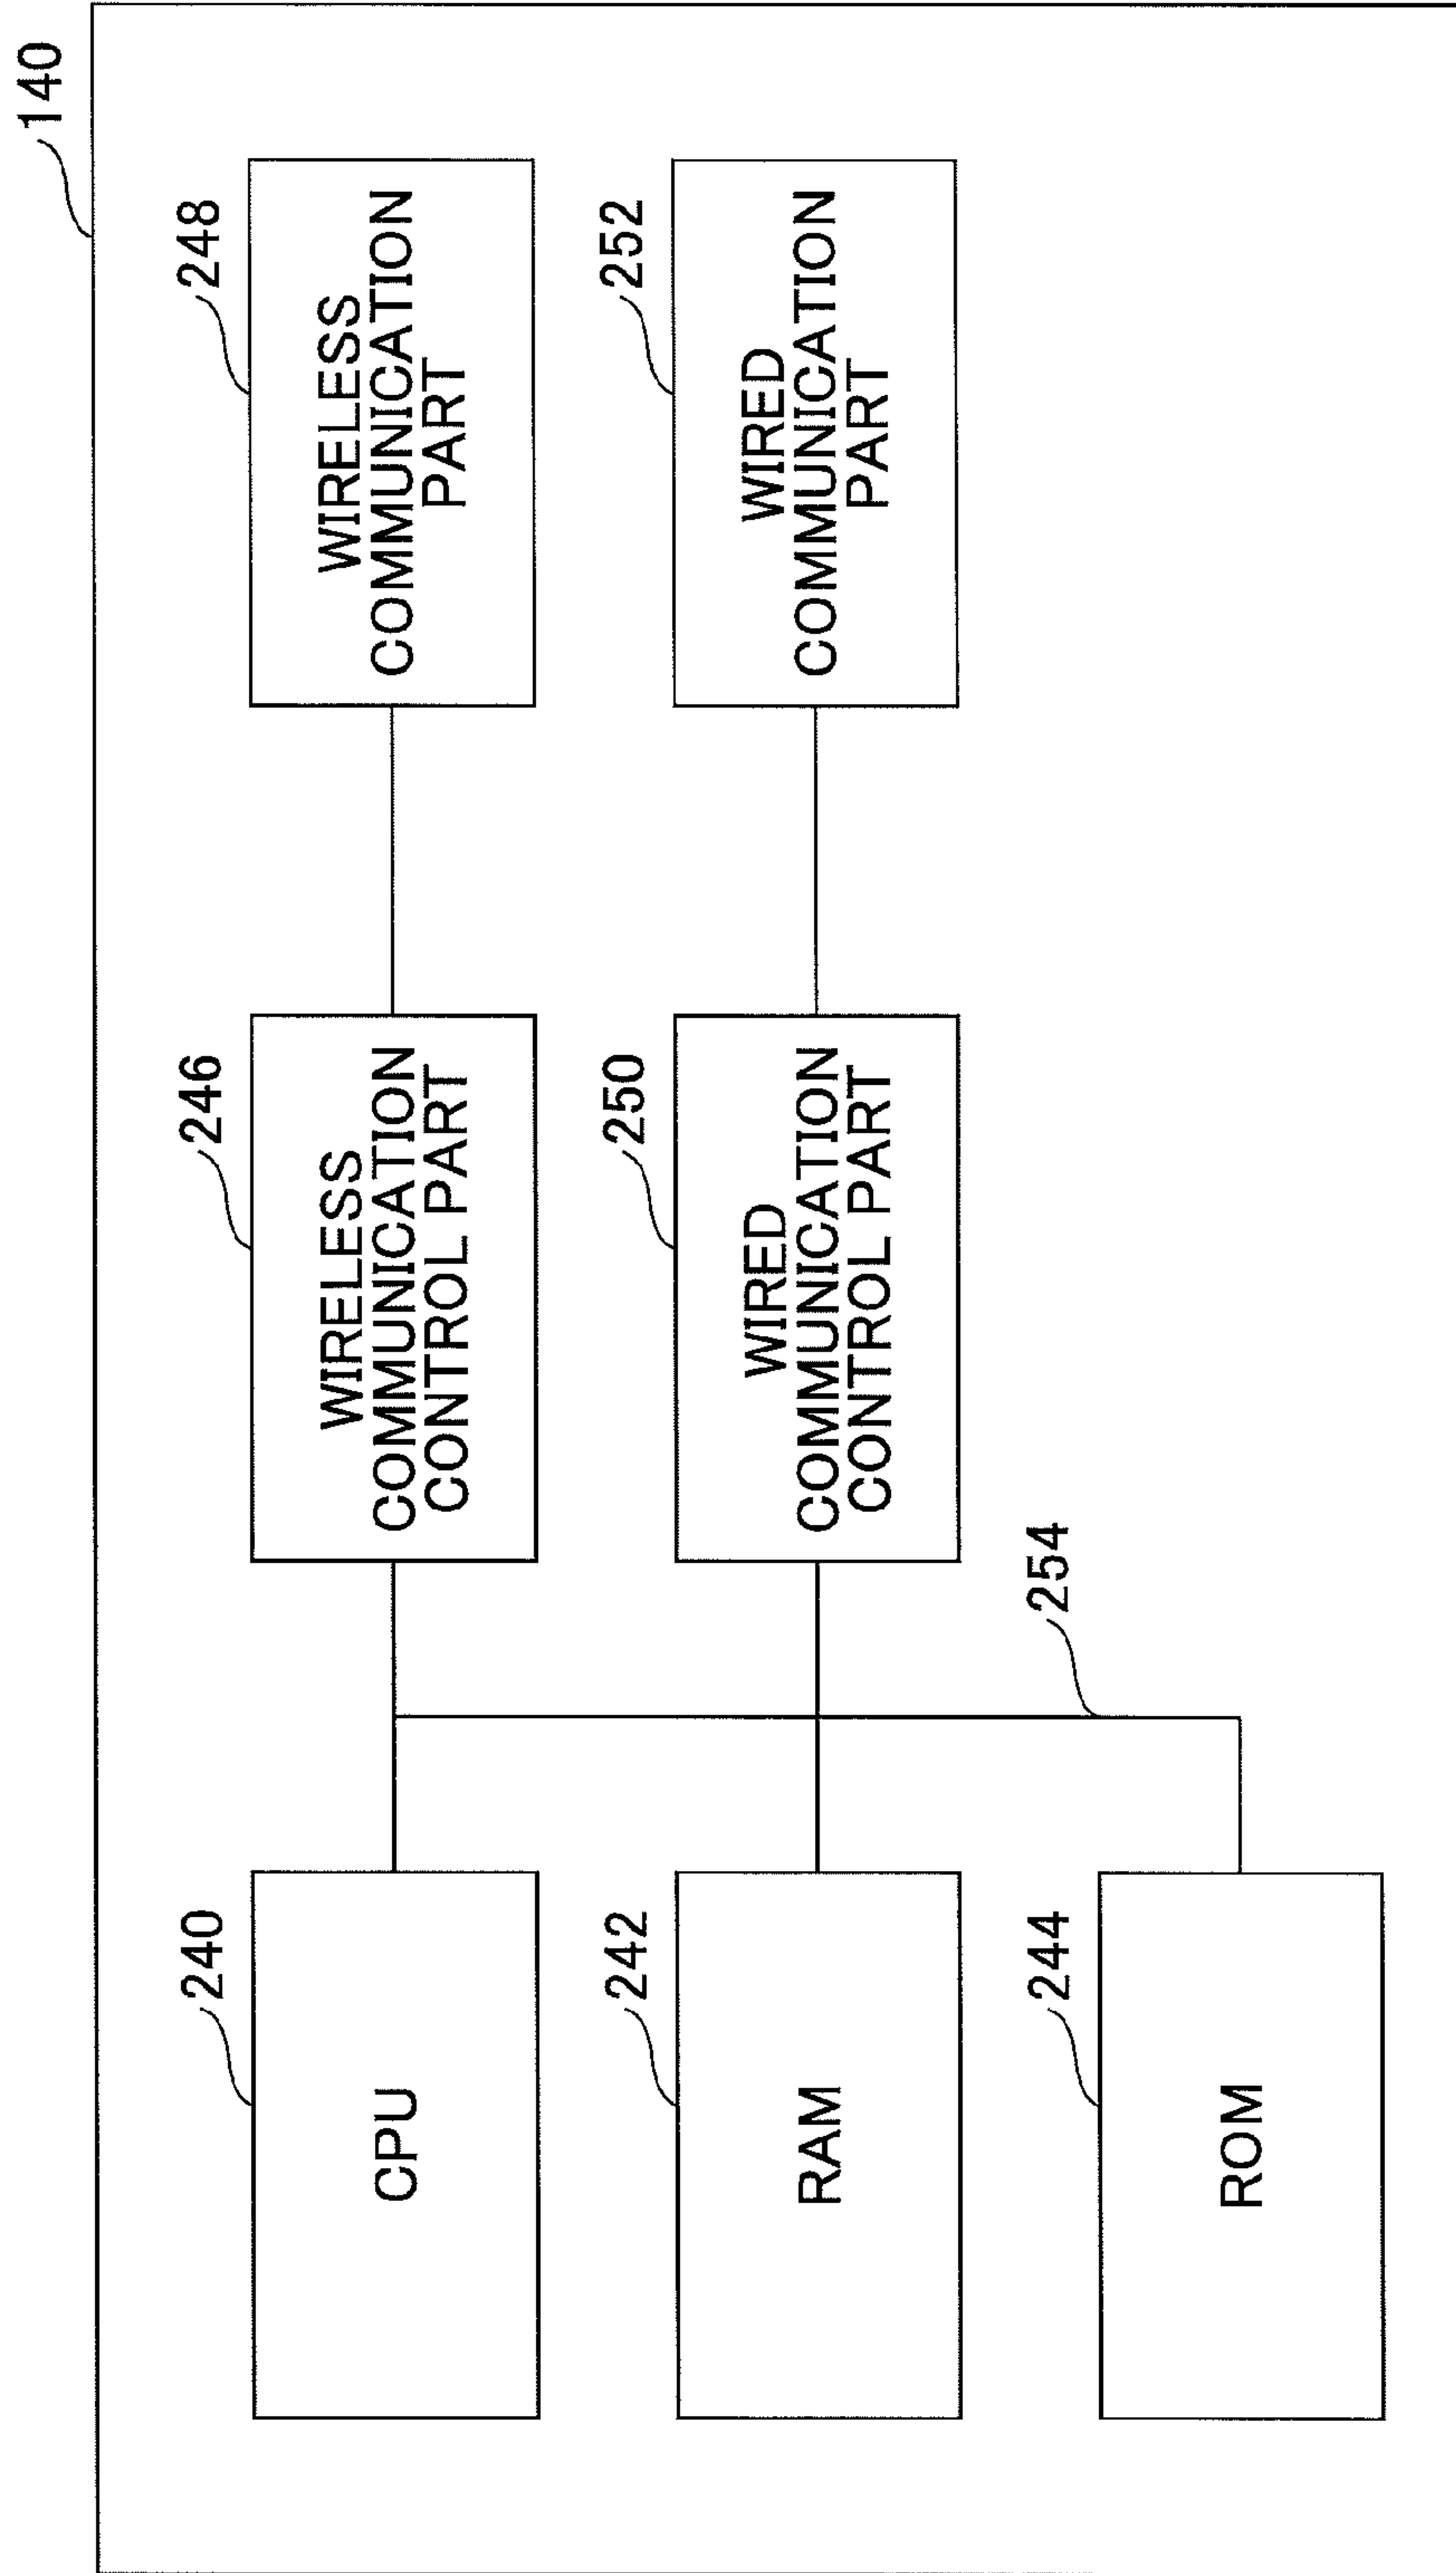 140
240
CPU
246
WIRELESS
COMMUNICATION
CONTROL PART
248
WIRELESS
COMMUNICATION
PART
242
RAM
250
WIRED
COMMUNICATION
CONTROL PART
252
WIRED
COMMUNICATION
PART
244
ROM
254